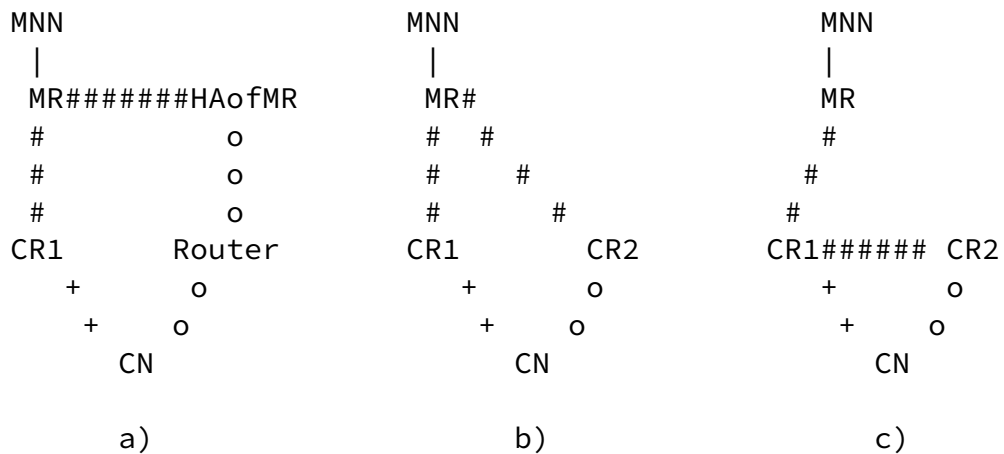 MNN                   MNN                    MNN
 |                     |                      |
 MR#######HAofMR       MR#                    MR
 #          o          #  #                   #
 #          o          #    #                #
 #          o          #      #             #
CR1      Router       CR1       CR2        CR1###### CR2
   +      o              +      o             +      o
    +    o                +    o               +    o
      CN                    CN                   CN
      a)                    b)                   c)